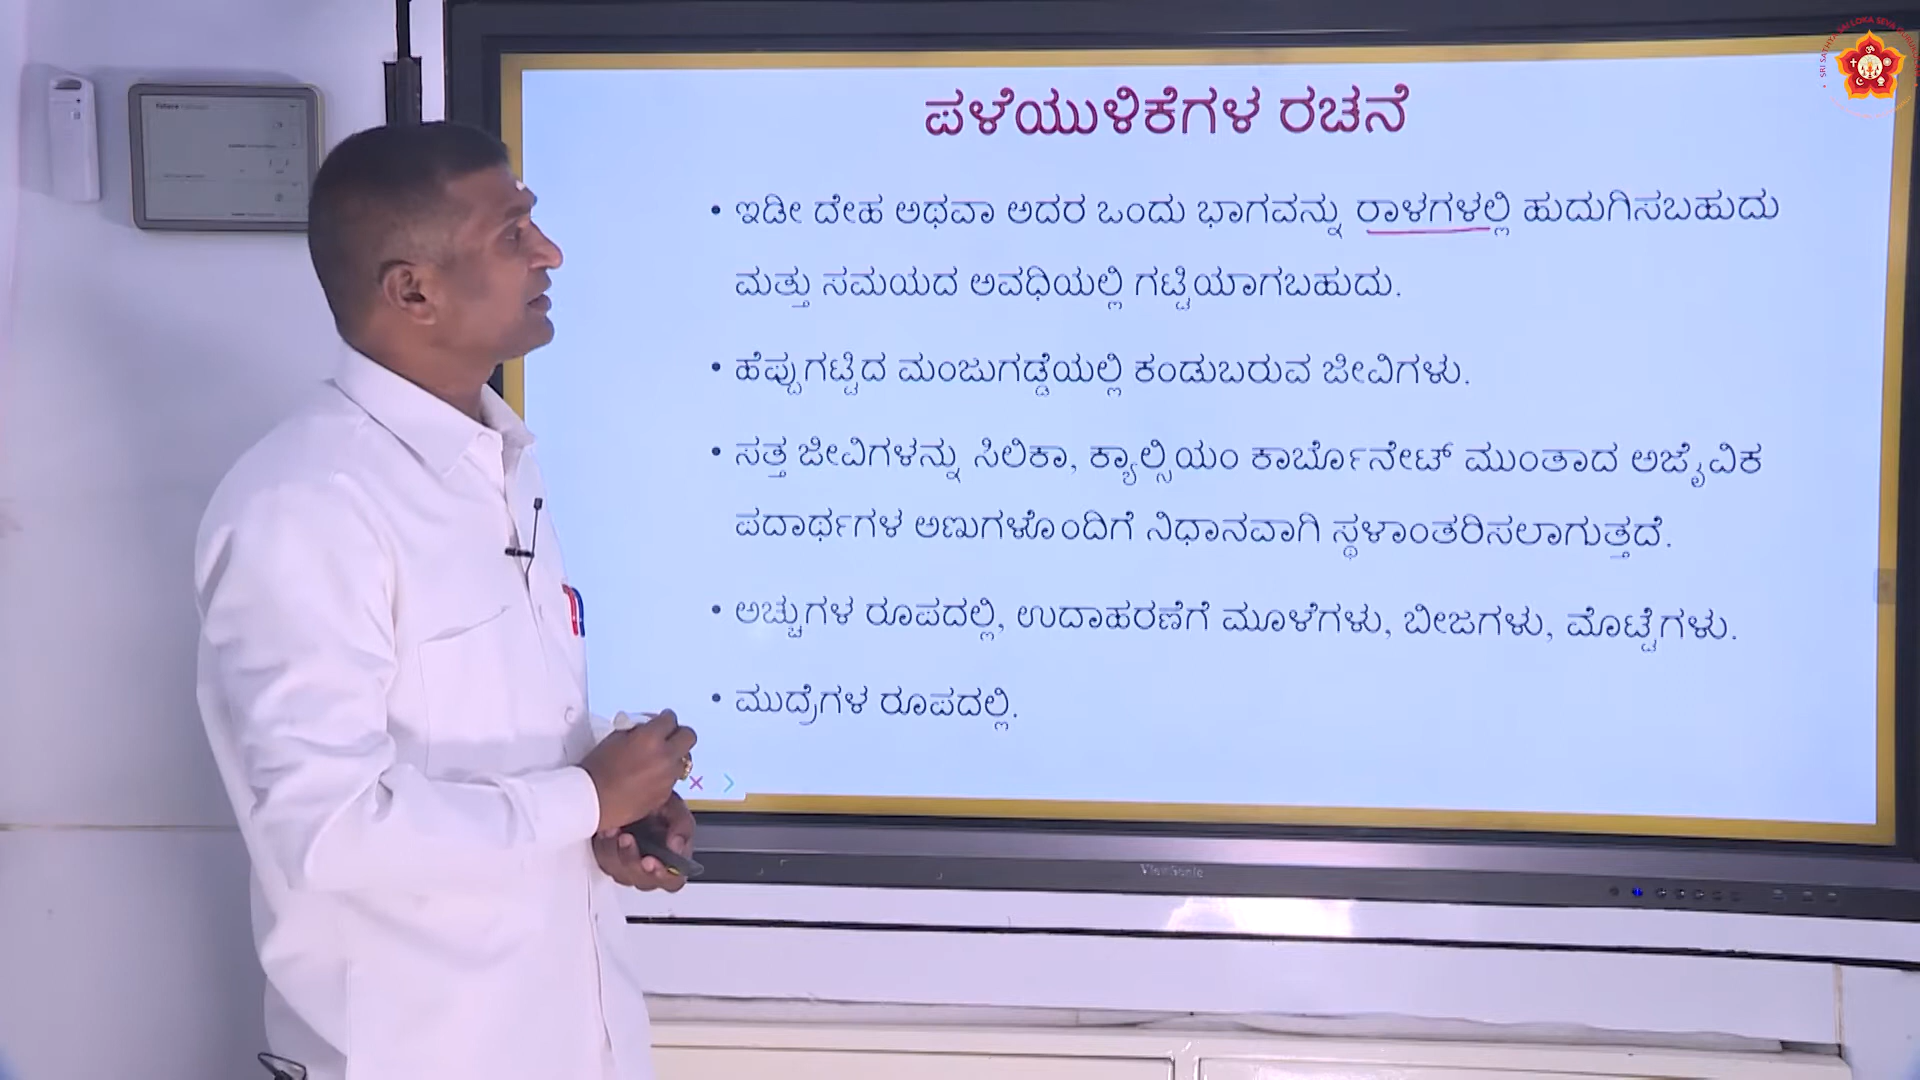 ಪಳೆಯುಳಿಕೆಗಳ ರಚನೆ
• ಇಡೀ ದೇಹ ಅಥವಾ ಅದರ ಒಂದು ಭಾಗವನ್ನು ರಾಳಗಳಲ್ಲಿ ಹುದುಗಿಸಬಹುದು
ಮತ್ತು ಸಮಯದ ಅವಧಿಯಲ್ಲಿ ಗಟ್ಟಿಯಾಗಬಹುದು.
• ಹೆಪ್ಪುಗಟ್ಟಿದ ಮಂಜುಗಡ್ಡೆಯಲ್ಲಿ ಕಂಡುಬರುವ ಜೀವಿಗಳು.
• ಸತ್ತ ಜೀವಿಗಳನ್ನು ಸಿಲಿಕಾ, ಕ್ಯಾಲ್ಸಿಯಂ ಕಾರ್ಬೊನೇಟ್ ಮುಂತಾದ ಅಜೈವಿಕ
ಪದಾರ್ಥಗಳ ಅಣುಗಳೊಂದಿಗೆ ನಿಧಾನವಾಗಿ ಸ್ಥಳಾಂತರಿಸಲಾಗುತ್ತದೆ.
• ಅಚ್ಚುಗಳ ರೂಪದಲ್ಲಿ, ಉದಾಹರಣೆಗೆ ಮೂಳೆಗಳು, ಬೀಜಗಳು, ಮೊಟ್ಟೆಗಳು.
• ಮುದ್ರೆಗಳ ರೂಪದಲ್ಲಿ.
ViewSonic